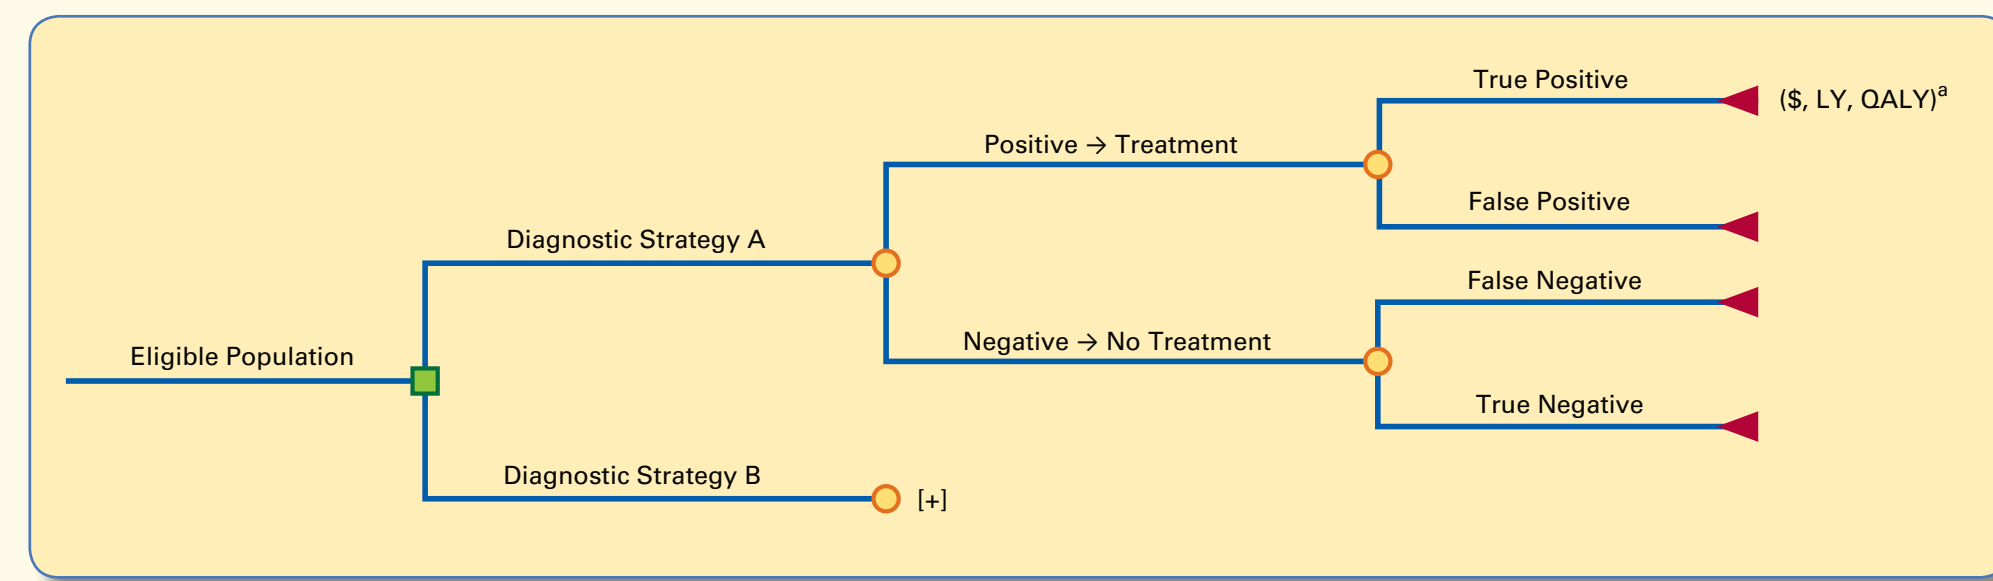 True Positive
($, LY, QALY)a
Positive → Treatment
False Positive
Diagnostic Strategy A
False Negative
Negative → No Treatment
Eligible Population
True Negative
Diagnostic Strategy B
[+]